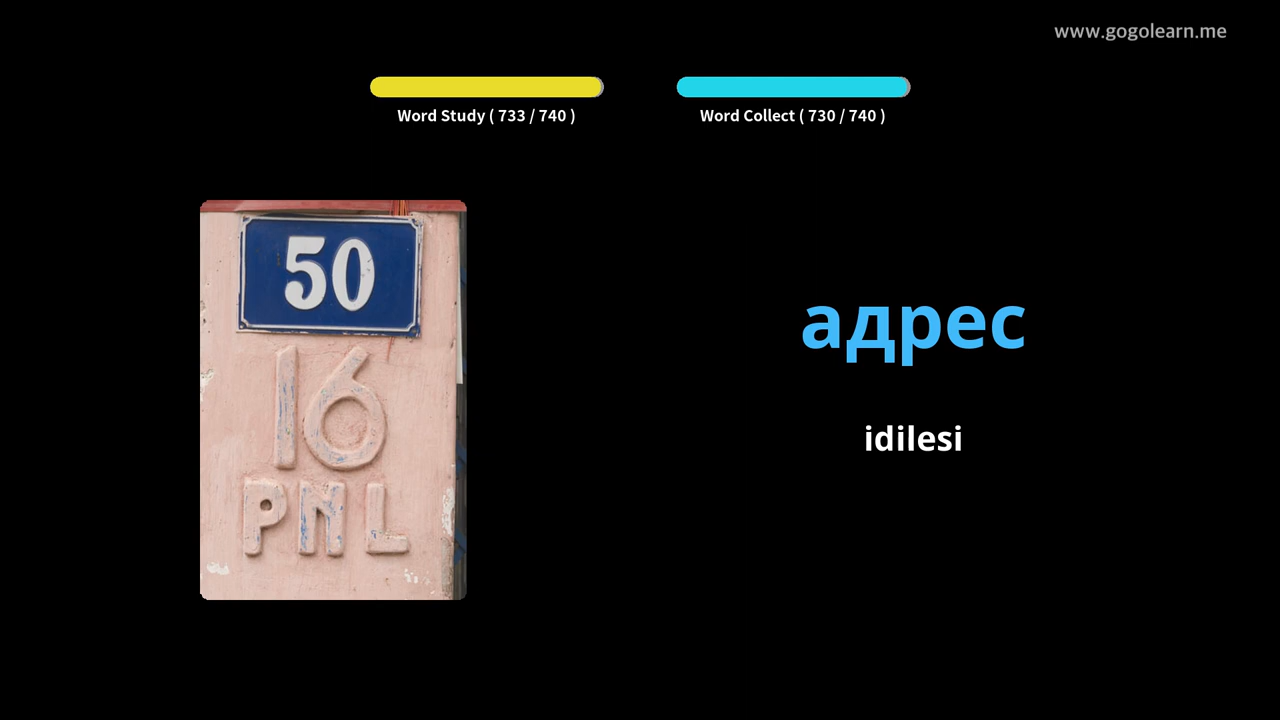 www.gogolearn.me
Word Study ( 733 / 740 )
Word Collect ( 730 / 740 )
50
16
PNL
адрес
idilesi